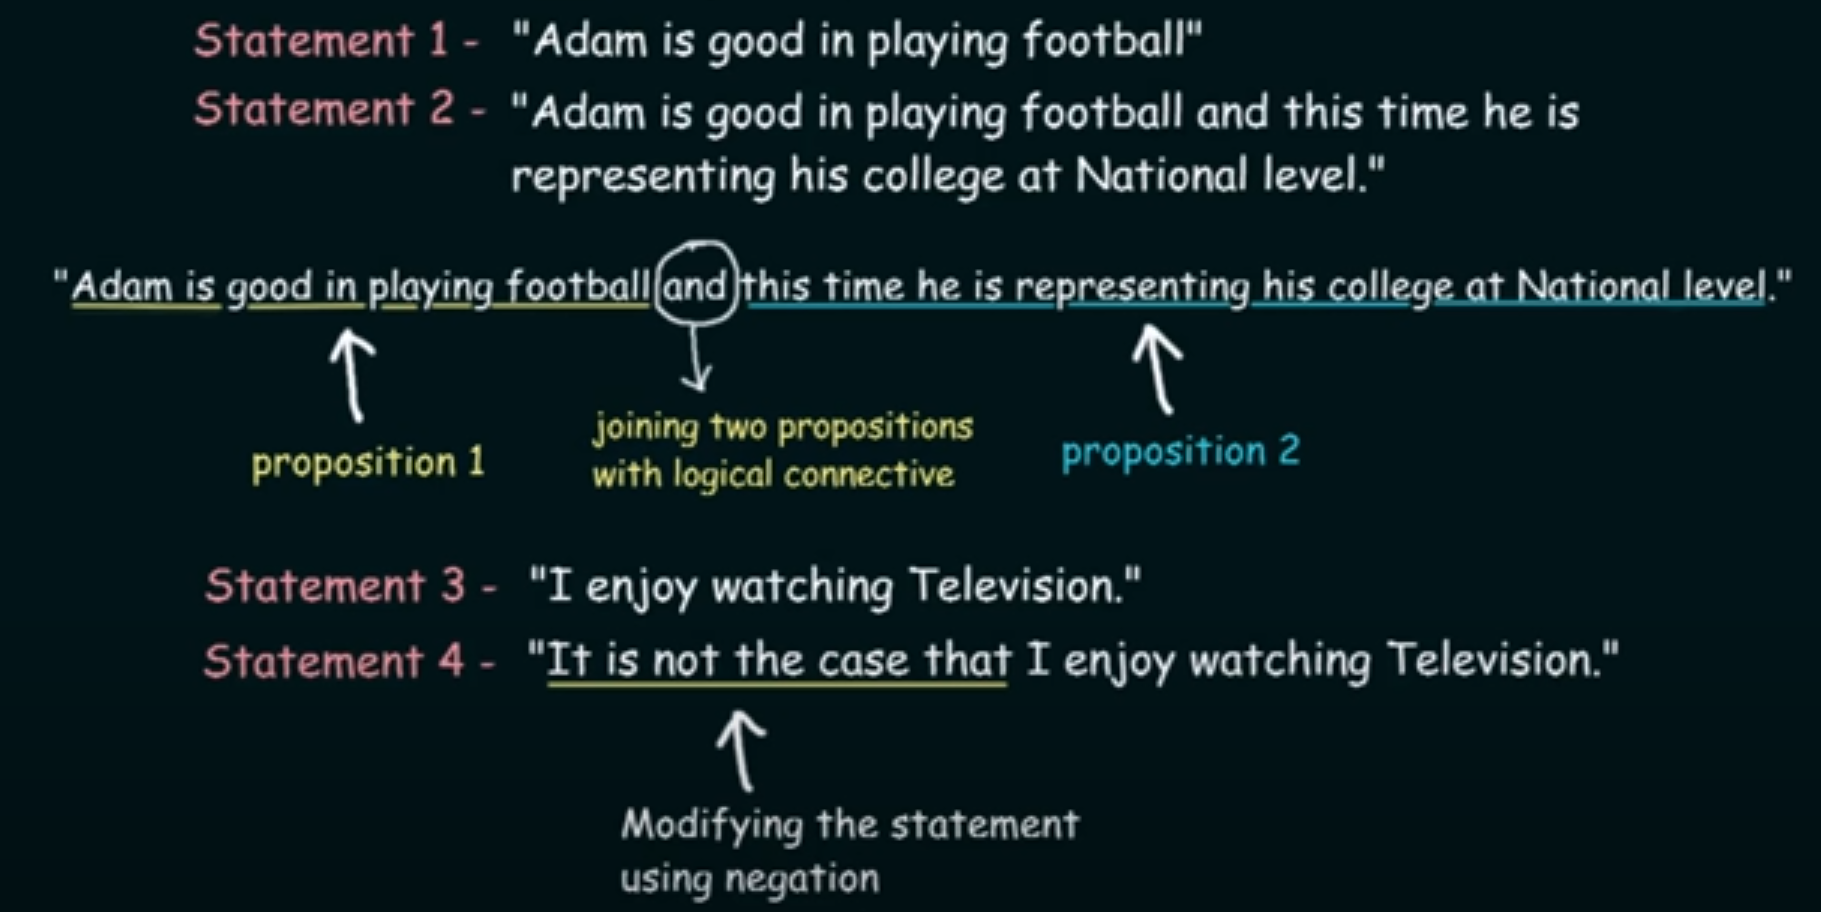 Statement 1 - "Adam is good in playing football"
Statement 2 - "Adam is good in playing football and this time he is
representing his college at National level."
"Adam is good in playing football and this time he is representing his college at National level."
proposition 1
joining two propositions
with logical connective
proposition 2
Statement 3 - "I enjoy watching Television."
Statement 4 - "It is not the case that I enjoy watching Television."
Modifying the statement
using negation